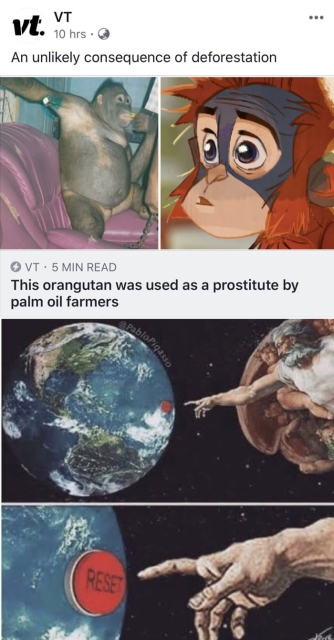 vt.
VT
10 hrs ·
An unlikely consequence of deforestation
VT · 5 MIN READ
This orangutan was used as a prostitute by
palm oil farmers
@PabloPigasso
RESET